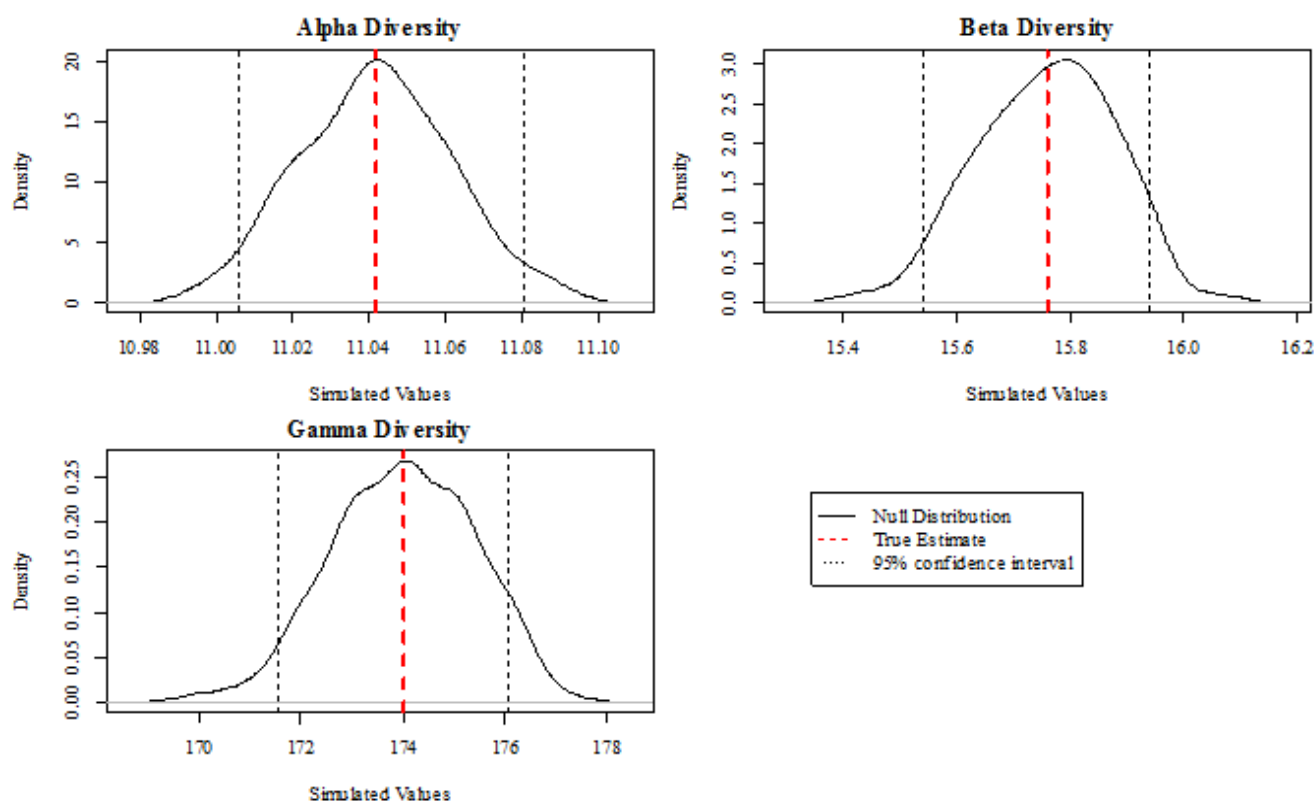 Alpha Diversity
Density
0
5
10
15
20
10.98 11.00 11.02 11.04 11.06 11.08 11.10
Simulated Values
Beta Diversity
Density
0.0 0.5 1.0 1.5 2.0 2.5 3.0
15.4 15.6 15.8 16.0 16.2
Simulated Values
Gamma Diversity
Density
0.00 0.05 0.10 0.15 0.20 0.25
170 172 174 176 178
Simulated Values
Null Distribution
True Estimate
95% confidence interval